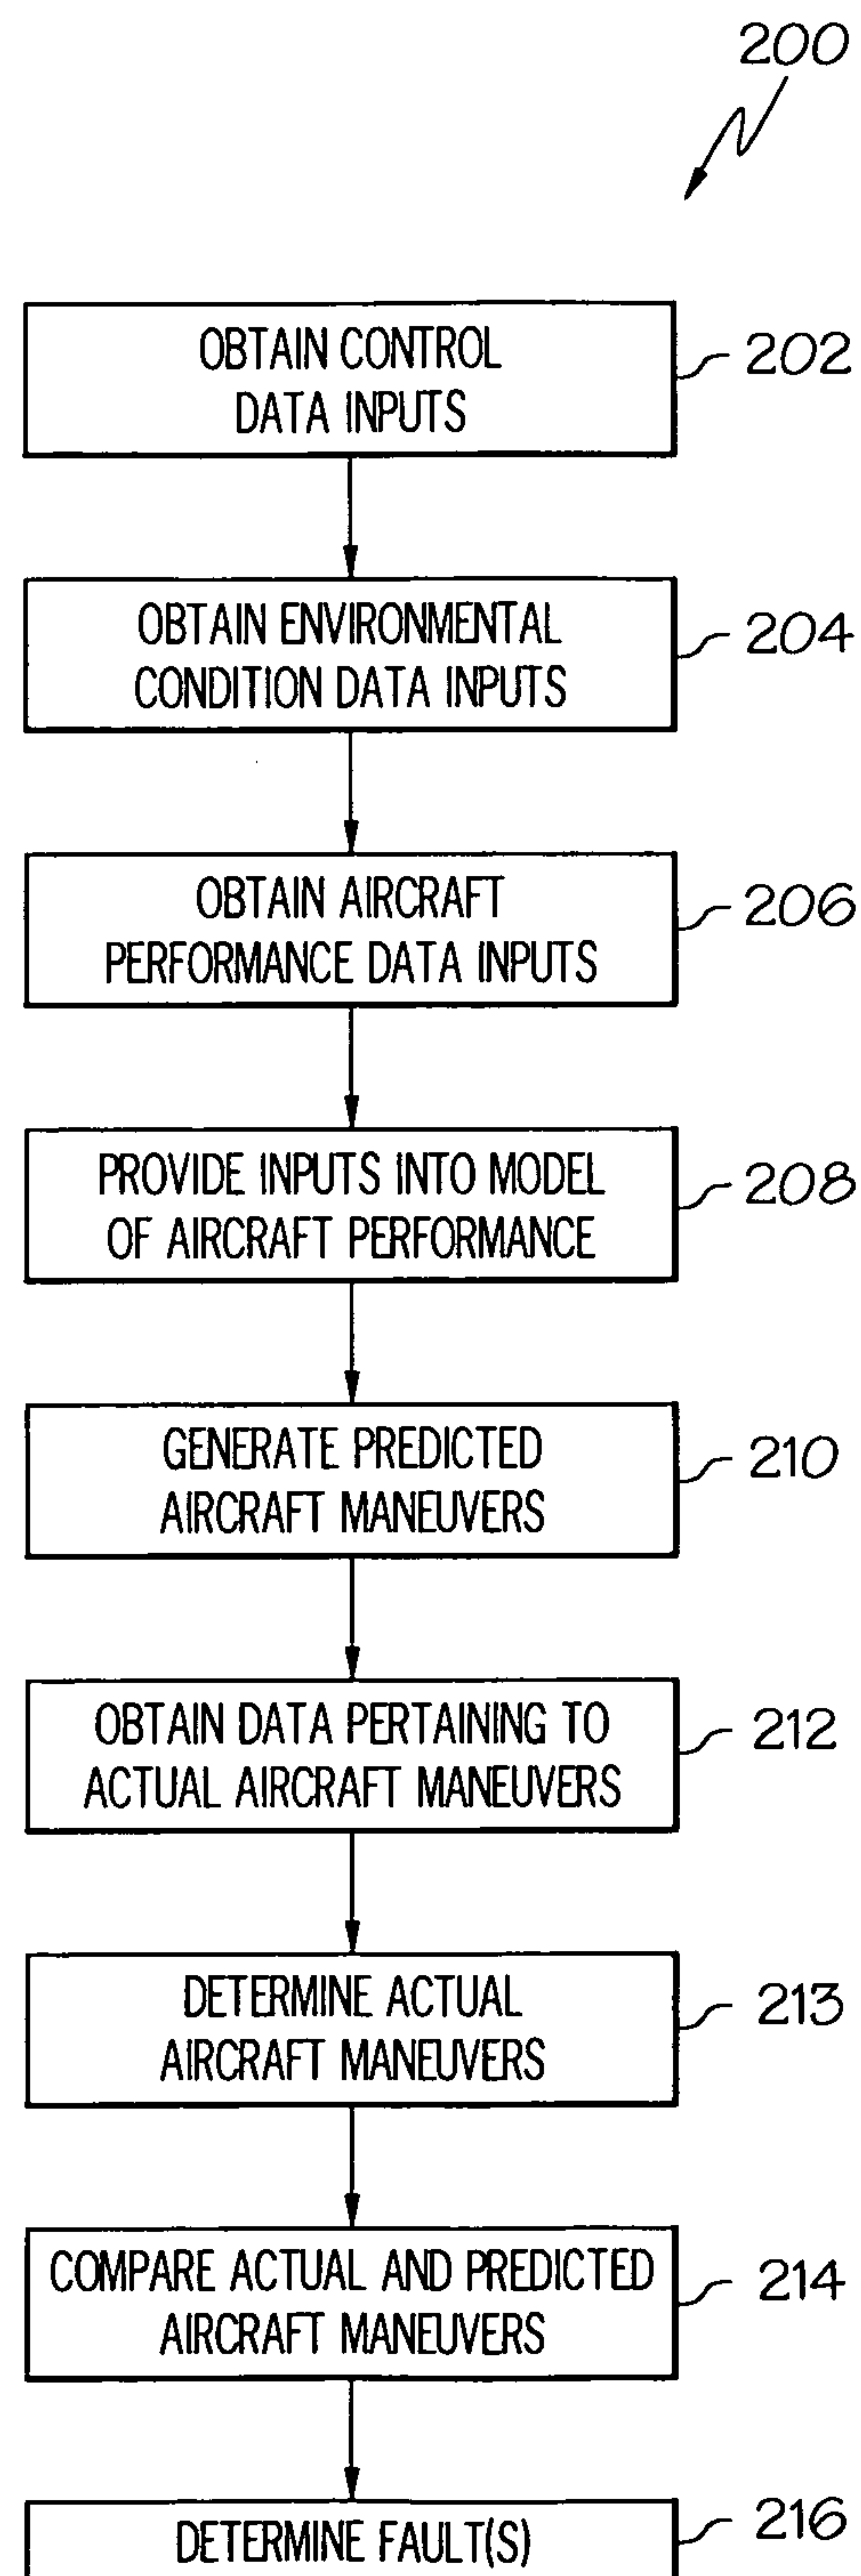 200
OBTAIN CONTROL
DATA INPUTS
202
OBTAIN ENVIRONMENTAL
CONDITION DATA INPUTS
204
OBTAIN AIRCRAFT
PERFORMANCE DATA INPUTS
206
PROVIDE INPUTS INTO MODEL
OF AIRCRAFT PERFORMANCE
208
GENERATE PREDICTED
AIRCRAFT MANEUVERS
210
OBTAIN DATA PERTAINING TO
ACTUAL AIRCRAFT MANEUVERS
212
DETERMINE ACTUAL
AIRCRAFT MANEUVERS
213
COMPARE ACTUAL AND PREDICTED
AIRCRAFT MANEUVERS
214
DETERMINE FAULT(S)
216